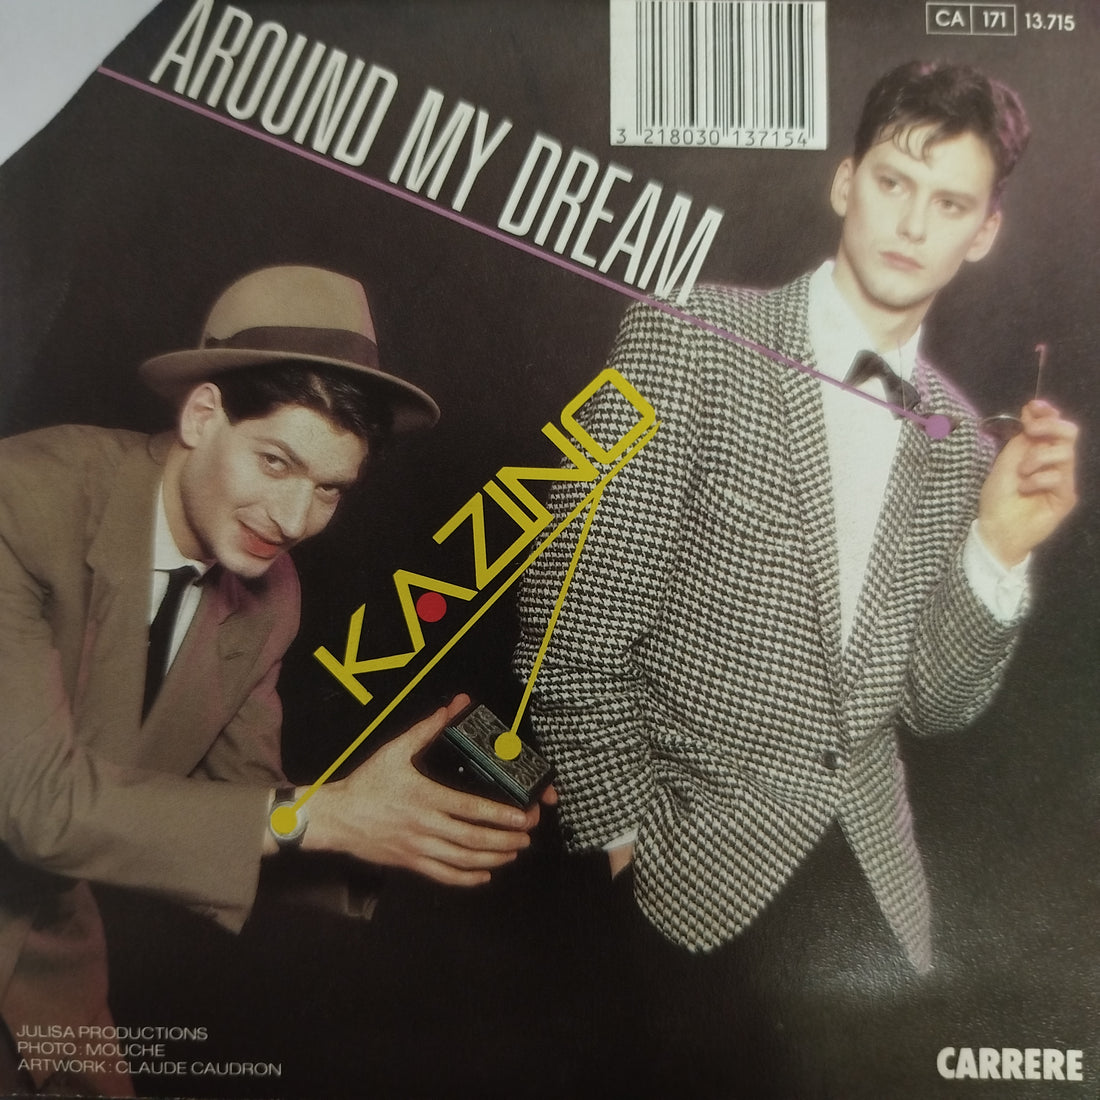 CA 171 13.715
AROUND MY DREAM
3 218030 137154
KAZINO
JULISA PRODUCTIONS
PHOTO : MOUCHE
ARTWORK : CLAUDE CAUDRON
CARRERE